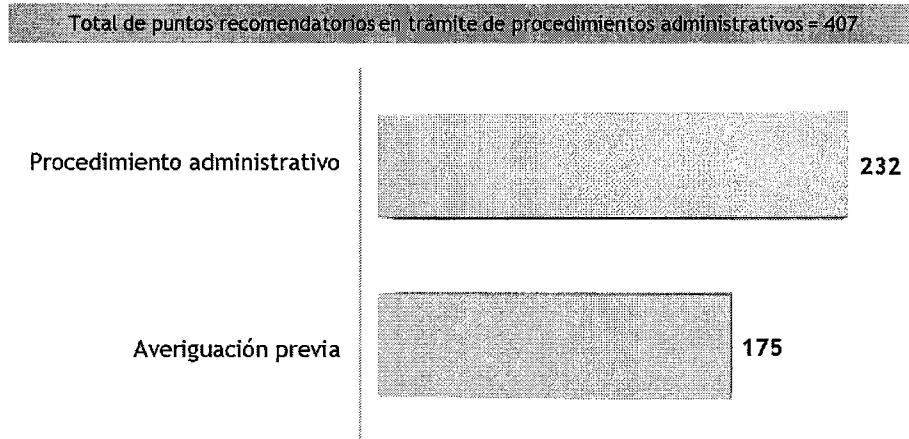 Total de puntos recomendatorios en trámite de procedimientos administrativos = 407
Procedimiento administrativo 232
Averiguación previa 175